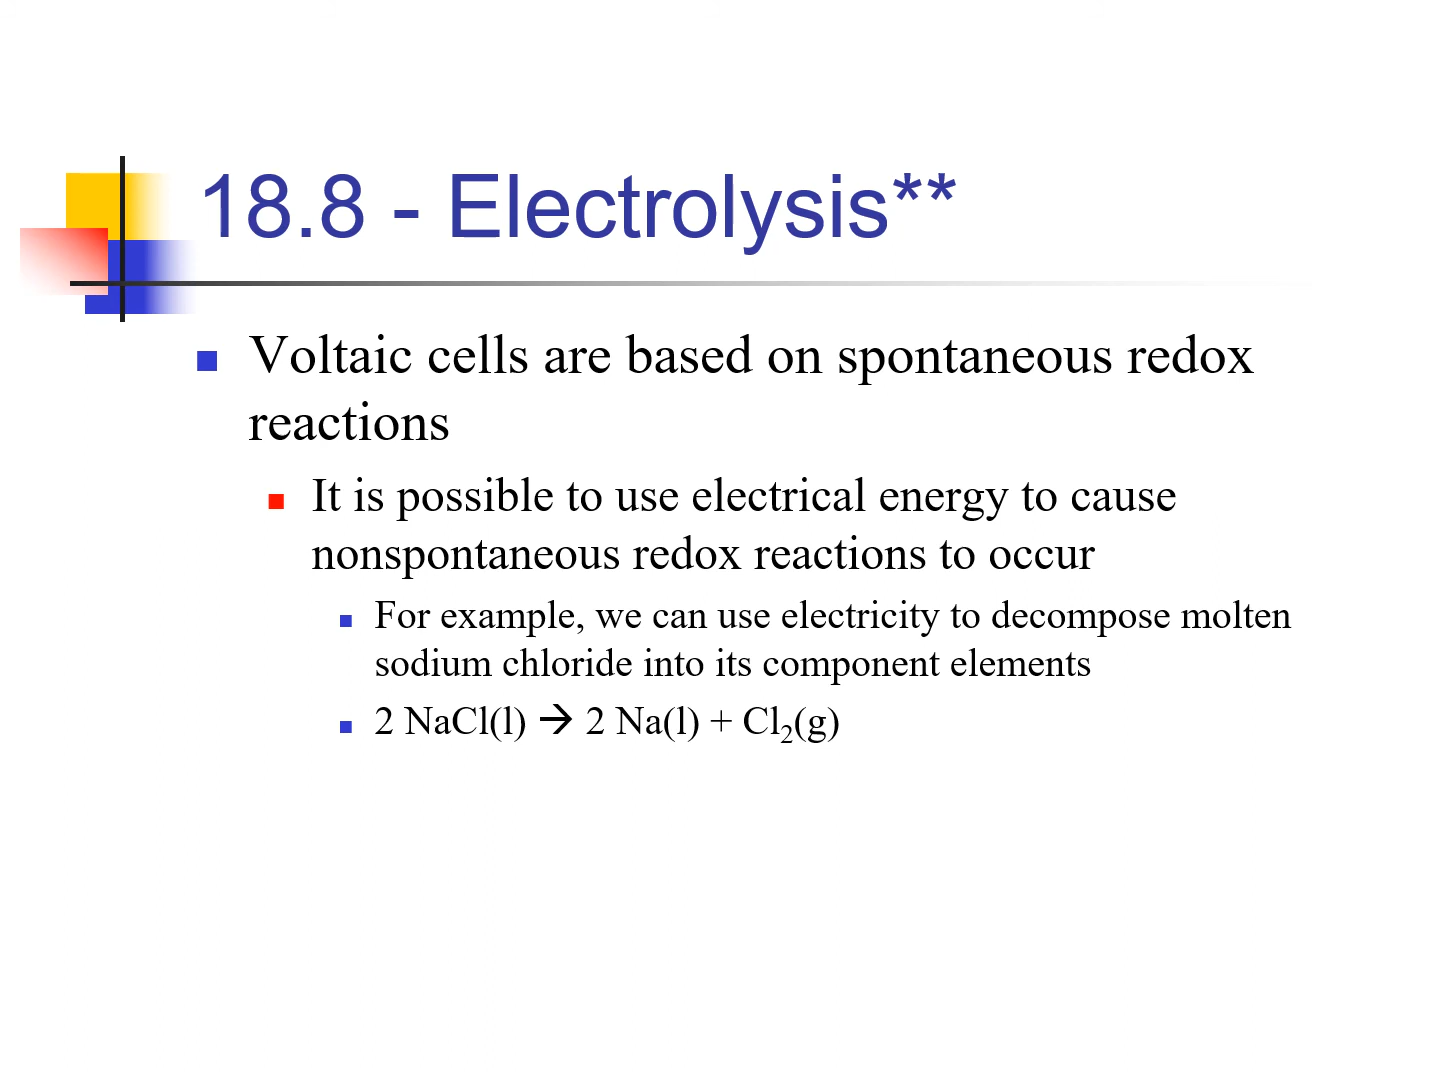 18.8 - Electrolysis**
Voltaic cells are based on spontaneous redox
reactions
It is possible to use electrical energy to cause
nonspontaneous redox reactions to occur
For example, we can use electricity to decompose molten
sodium chloride into its component elements
2 NaCl(l) → 2 Na(l) + Cl₂(g)